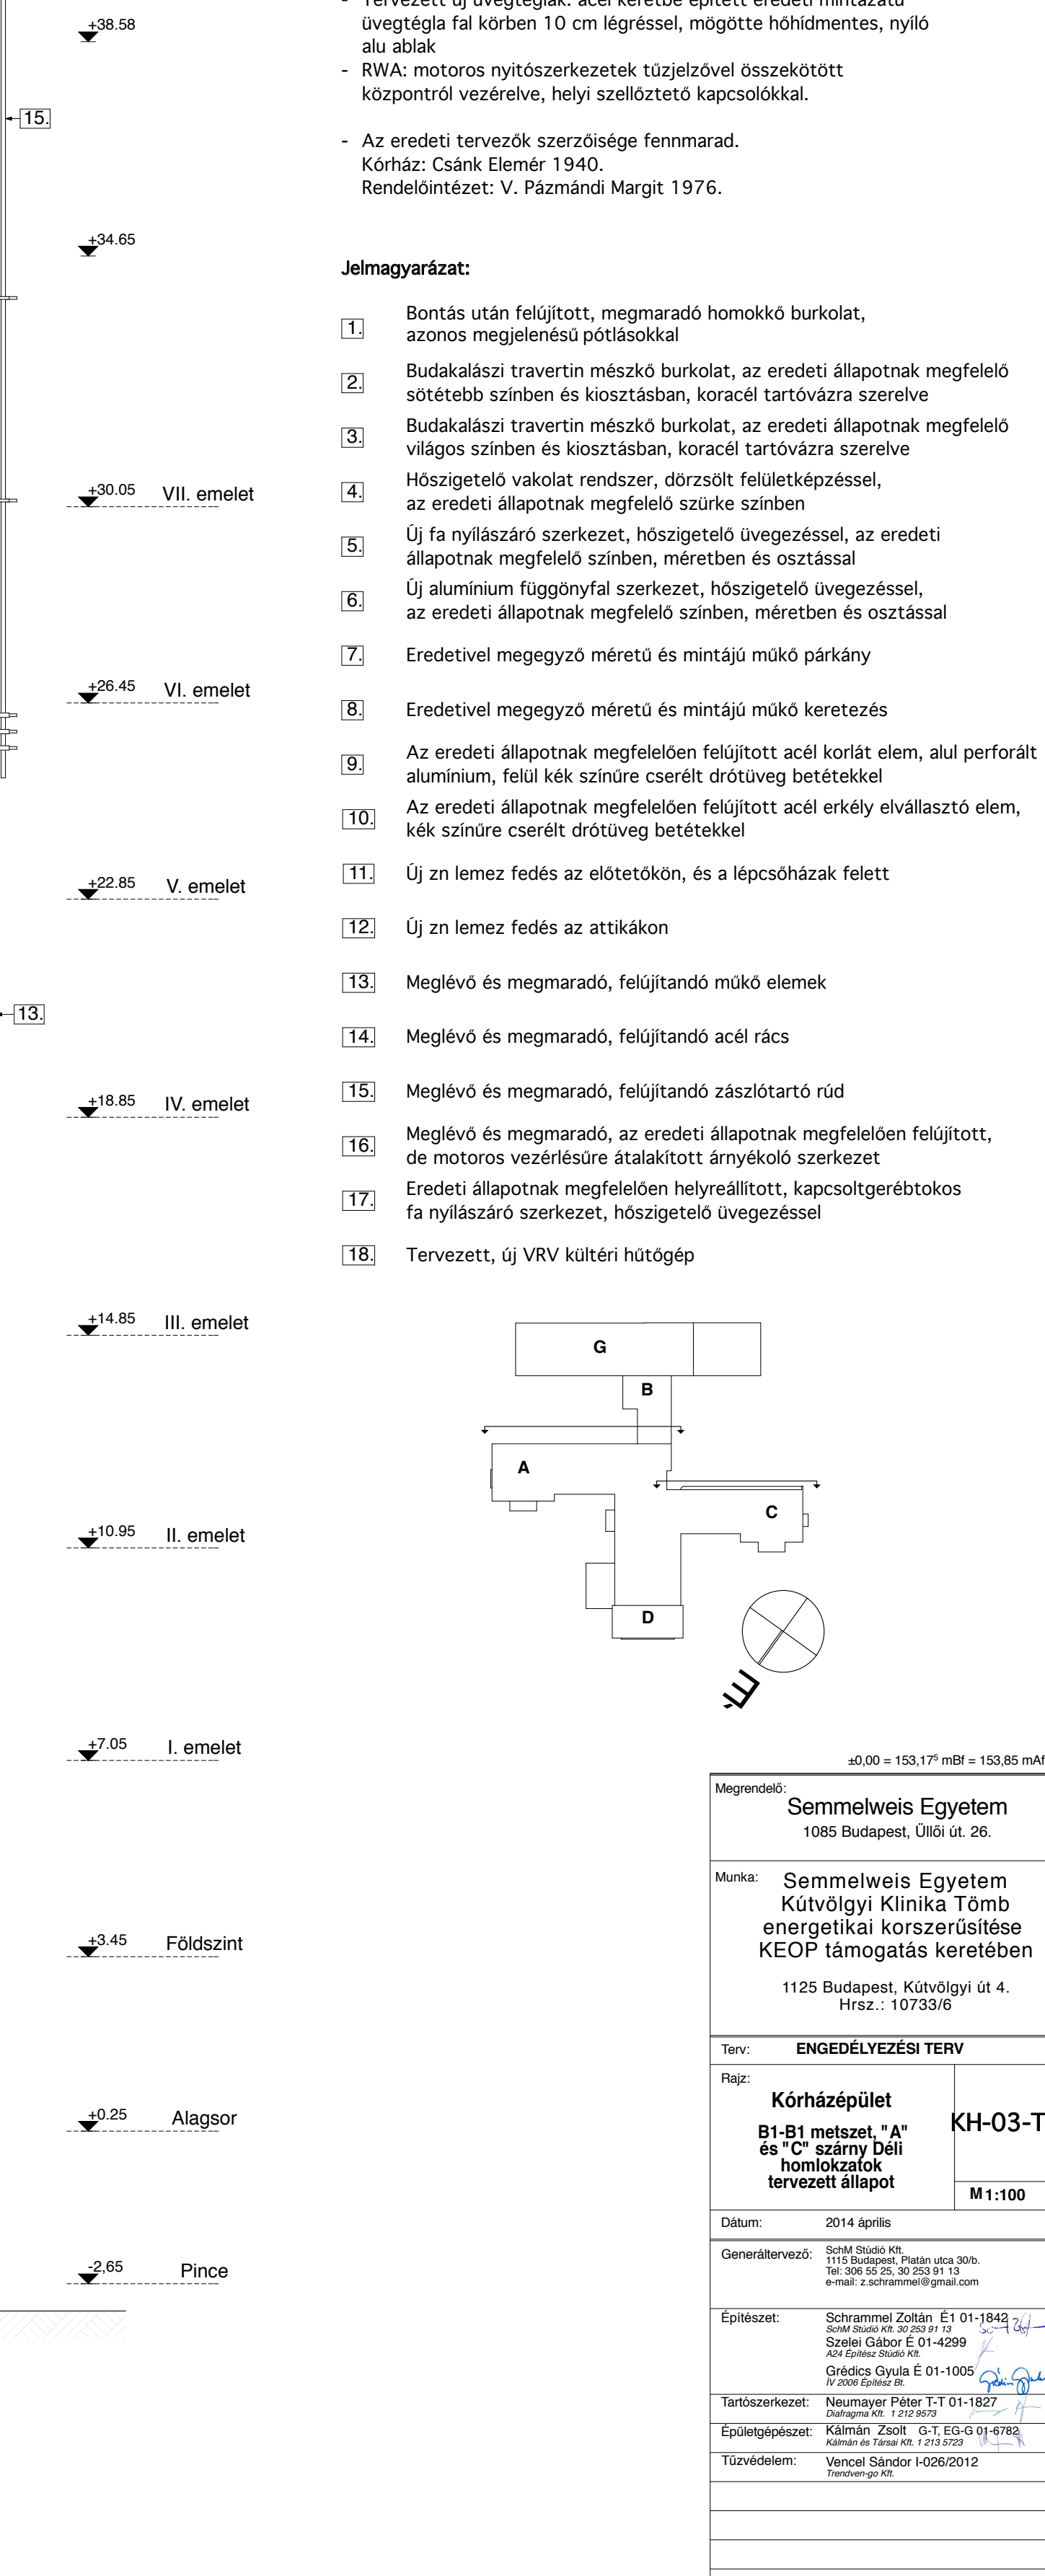 - Tervezett új üvegtéglák: acél keretbe épített eredeti mintázatú
üvegtégla fal körben 10 cm légréssel, mögötte hőhídmentes, nyíló
alu ablak
- RWA: motoros nyitószerkezetek tűzjelzővel összekötött
központról vezérelve, helyi szellőztető kapcsolókkal.
- Az eredeti tervezők szerzőisége fennmarad.
Kórház: Csánk Elemér 1940.
Rendelőintézet: V. Pázmándi Margit 1976.
+38.58
15.
+34.65
+30.05 VII. emelet
+26.45 VI. emelet
+22.85 V. emelet
13.
+18.85 IV. emelet
+14.85 III. emelet
+10.95 II. emelet
+7.05 I. emelet
+3.45 Földszint
+0.25 Alagsor
-2,65 Pince
Jelmagyarázat:
1. Bontás után felújított, megmaradó homokkő burkolat,
azonos megjelenésű pótlásokkal
2. Budakalászi travertin mészkő burkolat, az eredeti állapotnak megfelelő
sötétebb színben és kiosztásban, koracél tartóvázra szerelve
3. Budakalászi travertin mészkő burkolat, az eredeti állapotnak megfelelő
világos színben és kiosztásban, koracél tartóvázra szerelve
4. Hőszigetelő vakolat rendszer, dörzsölt felületképzéssel,
az eredeti állapotnak megfelelő szürke színben
5. Új fa nyílászáró szerkezet, hőszigetelő üvegezéssel, az eredeti
állapotnak megfelelő színben, méretben és osztással
6. Új alumínium függönyfal szerkezet, hőszigetelő üvegezéssel,
az eredeti állapotnak megfelelő színben, méretben és osztással
7. Eredetivel megegyző méretű és mintájú műkő párkány
8. Eredetivel megegyző méretű és mintájú műkő keretezés
9. Az eredeti állapotnak megfelelően felújított acél korlát elem, alul perforált
alumínium, felül kék színűre cserélt drótüveg betétekkel
10. Az eredeti állapotnak megfelelően felújított acél erkély elvállasztó elem,
kék színűre cserélt drótüveg betétekkel
11. Új zn lemez fedés az előtetőkön, és a lépcsőházak felett
12. Új zn lemez fedés az attikákon
13. Meglévő és megmaradó, felújítandó műkő elemek
14. Meglévő és megmaradó, felújítandó acél rács
15. Meglévő és megmaradó, felújítandó zászlótartó rúd
16. Meglévő és megmaradó, az eredeti állapotnak megfelelően felújított,
de motoros vezérlésűre átalakított árnyékoló szerkezet
17. Eredeti állapotnak megfelelően helyreállított, kapcsoltgerébtokos
fa nyílászáró szerkezet, hőszigetelő üvegezéssel
18. Tervezett, új VRV kültéri hűtőgép
G
B
A
C
D
É
±0,00 = 153,17⁵ mBf = 153,85 mAf
Megrendelő:
Semmelweis Egyetem
1085 Budapest, Üllői út. 26.
Munka: Semmelweis Egyetem
Kútvölgyi Klinika Tömb
energetikai korszerűsítése
KEOP támogatás keretében
1125 Budapest, Kútvölgyi út 4.
Hrsz.: 10733/6
Terv: ENGEDÉLYEZÉSI TERV
Rajz:
Kórházépület
B1-B1 metszet, "A"
és "C" szárny Déli
homlokzatok
tervezett állapot
KH-03-T
M 1:100
Dátum: 2014 április
Generáltervező: SchM Stúdió Kft.
1115 Budapest, Platán utca 30/b.
Tel: 306 55 25, 30 253 91 13
e-mail: z.schrammel@gmail.com
Építészet: Schrammel Zoltán É1 01-1842
SchM Stúdió Kft. 30 253 91 13
Szelei Gábor É 01-4299
A24 Építész Stúdió Kft.
Grédics Gyula É 01-1005
ÍV 2006 Építész Bt.
Tartószerkezet: Neumayer Péter T-T 01-1827
Diafragma Kft. 1 212 9573
Épületgépészet: Kálmán Zsolt G-T, EG-G 01-6782
Kálmán és Társai Kft. 1 213 5723
Tűzvédelem: Vencel Sándor I-026/2012
Trendven-go Kft.